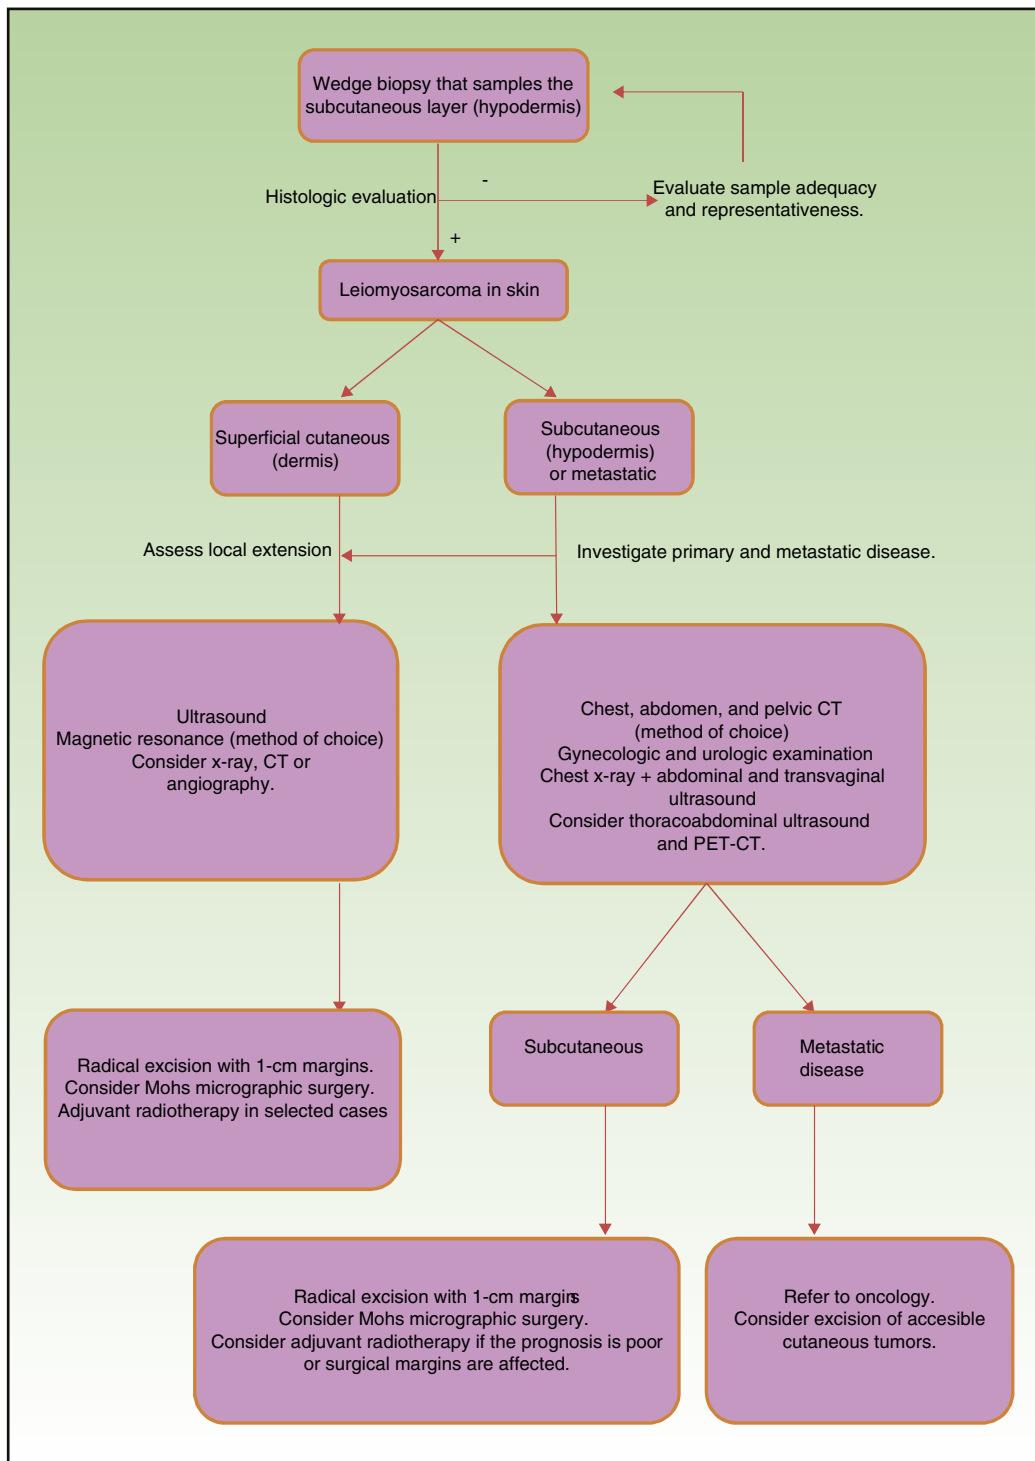 Wedge biopsy that samples the
subcutaneous layer (hypodermis)
-
Histologic evaluation
Evaluate sample adequacy
and representativeness.
+
Leiomyosarcoma in skin
Superficial cutaneous
(dermis)
Subcutaneous
(hypodermis)
or metastatic
Assess local extension
Investigate primary and metastatic disease.
Ultrasound
Magnetic resonance (method of choice)
Consider x-ray, CT or
angiography.
Chest, abdomen, and pelvic CT
(method of choice)
Gynecologic and urologic examination
Chest x-ray + abdominal and transvaginal
ultrasound
Consider thoracoabdominal ultrasound
and PET-CT.
Radical excision with 1-cm margins.
Consider Mohs micrographic surgery.
Adjuvant radiotherapy in selected cases
Subcutaneous
Metastatic
disease
Radical excision with 1-cm margins
Consider Mohs micrographic surgery.
Consider adjuvant radiotherapy if the prognosis is poor
or surgical margins are affected.
Refer to oncology.
Consider excision of accesible
cutaneous tumors.